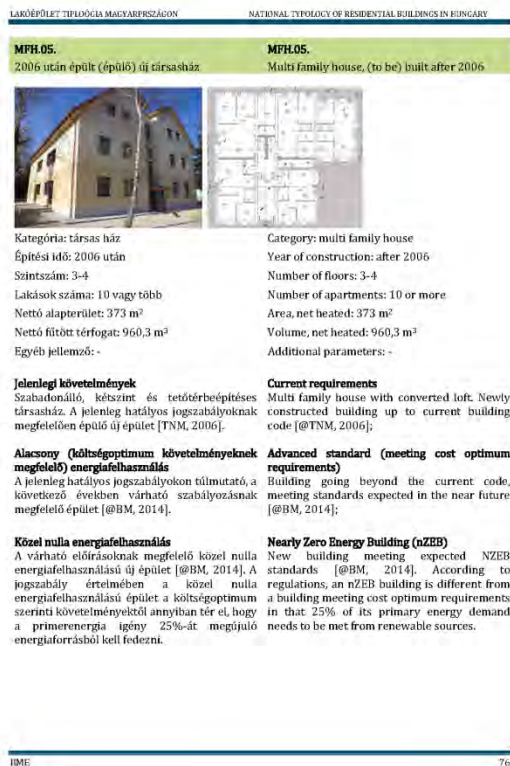 LAKÓÉPÜLET TIPLOÓGIA MAGYARPRSZÁGON
NATIONAL TYPOLOGY OF RESIDENTIAL BUILDINGS IN HUNGARY
MFH.05.
2006 után épült (épülő) új társasház
MFH.05.
Multi family house, (to be) built after 2006
Kategória: társas ház
Építési idő: 2006 után
Szintszám: 3-4
Lakások száma: 10 vagy több
Nettó alapterület: 373 m²
Nettó fűtött térfogat: 960,3 m³
Egyéb jellemző: -
Category: multi family house
Year of construction: after 2006
Number of floors: 3-4
Number of apartments: 10 or more
Area, net heated: 373 m²
Volume, net heated: 960,3 m³
Additional parameters: -
Jelenlegi követelmények
Szabadonálló, kétszint és tetőtérbeépítéses
társasház. A jelenleg hatályos jogszabályoknak
megfelelően épülő új épület [TNM, 2006].
Current requirements
Multi family house with converted loft. Newly
constructed building up to current building
code [@TNM, 2006];
Alacsony (költségoptimum követelményeknek
megfelelő) energiafelhasználás
A jelenleg hatályos jogszabályokon túlmutató, a
következő években várható szabályozásnak
megfelelő épület [@BM, 2014].
Advanced standard (meeting cost optimum
requirements)
Building going beyond the current code,
meeting standards expected in the near future
[@BM, 2014];
Közel nulla energiafelhasználás
A várható előírásoknak megfelelő közel nulla
energiafelhasználású új épület [@BM, 2014]. A
jogszabály értelmében a közel nulla
energiafelhasználású épület a költségoptimum
szerinti követelményektől annyiban tér el, hogy
a primerenergia igény 25%-át megújuló
energiaforrásból kell fedezni.
Nearly Zero Energy Building (nZEB)
New building meeting expected NZEB
standards [@BM, 2014]. According to
regulations, an nZEB building is different from
a building meeting cost optimum requirements
in that 25% of its primary energy demand
needs to be met from renewable sources.
BME
76